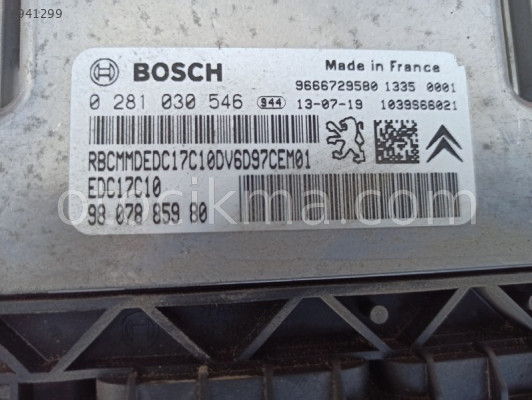 941299
BOSCH
Made in France
9666729580 1335 0001
0 281 030 546 944 13-07-19 1039S66021
RBCMMDEDC17C10DV6D97CEM01
EDC17C10
98 078 859 80
otocikma.com